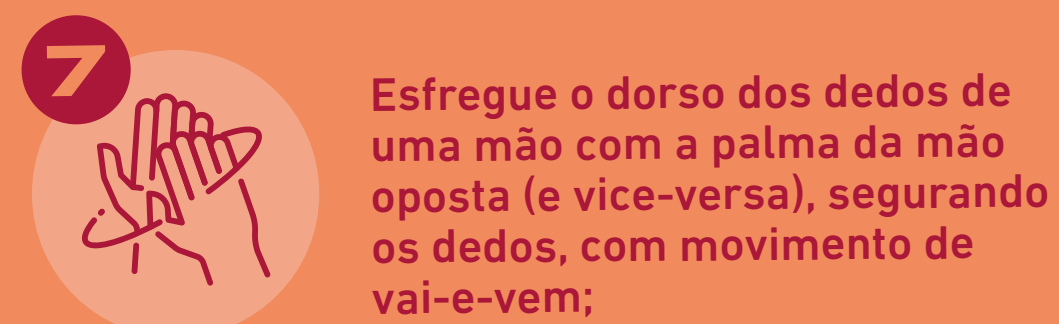 7
Esfregue o dorso dos dedos de
uma mão com a palma da mão
oposta (e vice-versa), segurando
os dedos, com movimento de
vai-e-vem;